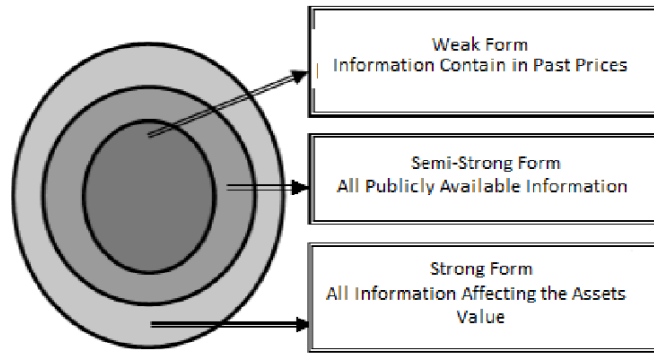 Weak Form
Information Contain in Past Prices
Semi-Strong Form
All Publicly Available Information
Strong Form
All Information Affecting the Assets
Value